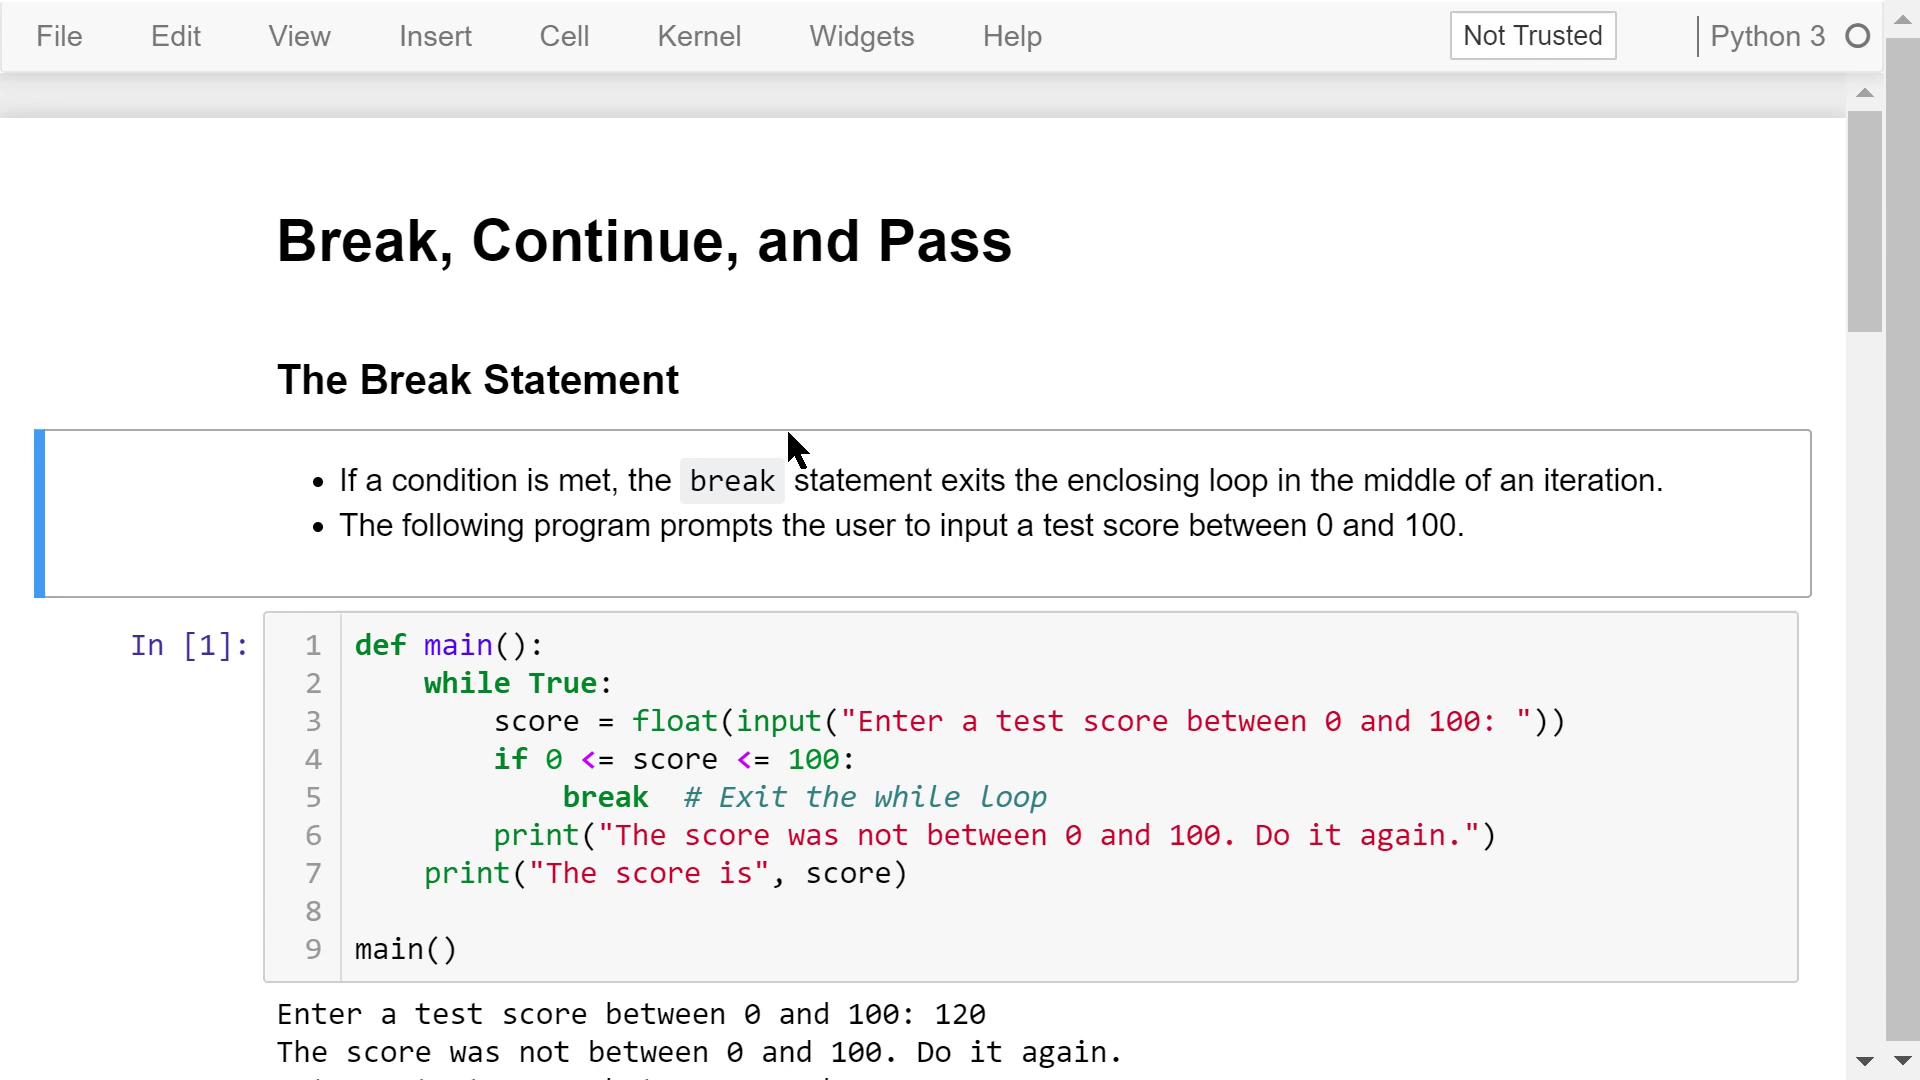 File Edit View Insert Cell Kernel Widgets Help Not Trusted Python 3
Break, Continue, and Pass
The Break Statement
• If a condition is met, the break statement exits the enclosing loop in the middle of an iteration.
• The following program prompts the user to input a test score between 0 and 100.
In [1]:
1 def main():
2     while True:
3         score = float(input("Enter a test score between 0 and 100: "))
4         if 0 <= score <= 100:
5             break  # Exit the while loop
6         print("The score was not between 0 and 100. Do it again.")
7     print("The score is", score)
8
9 main()
Enter a test score between 0 and 100: 120
The score was not between 0 and 100. Do it again.